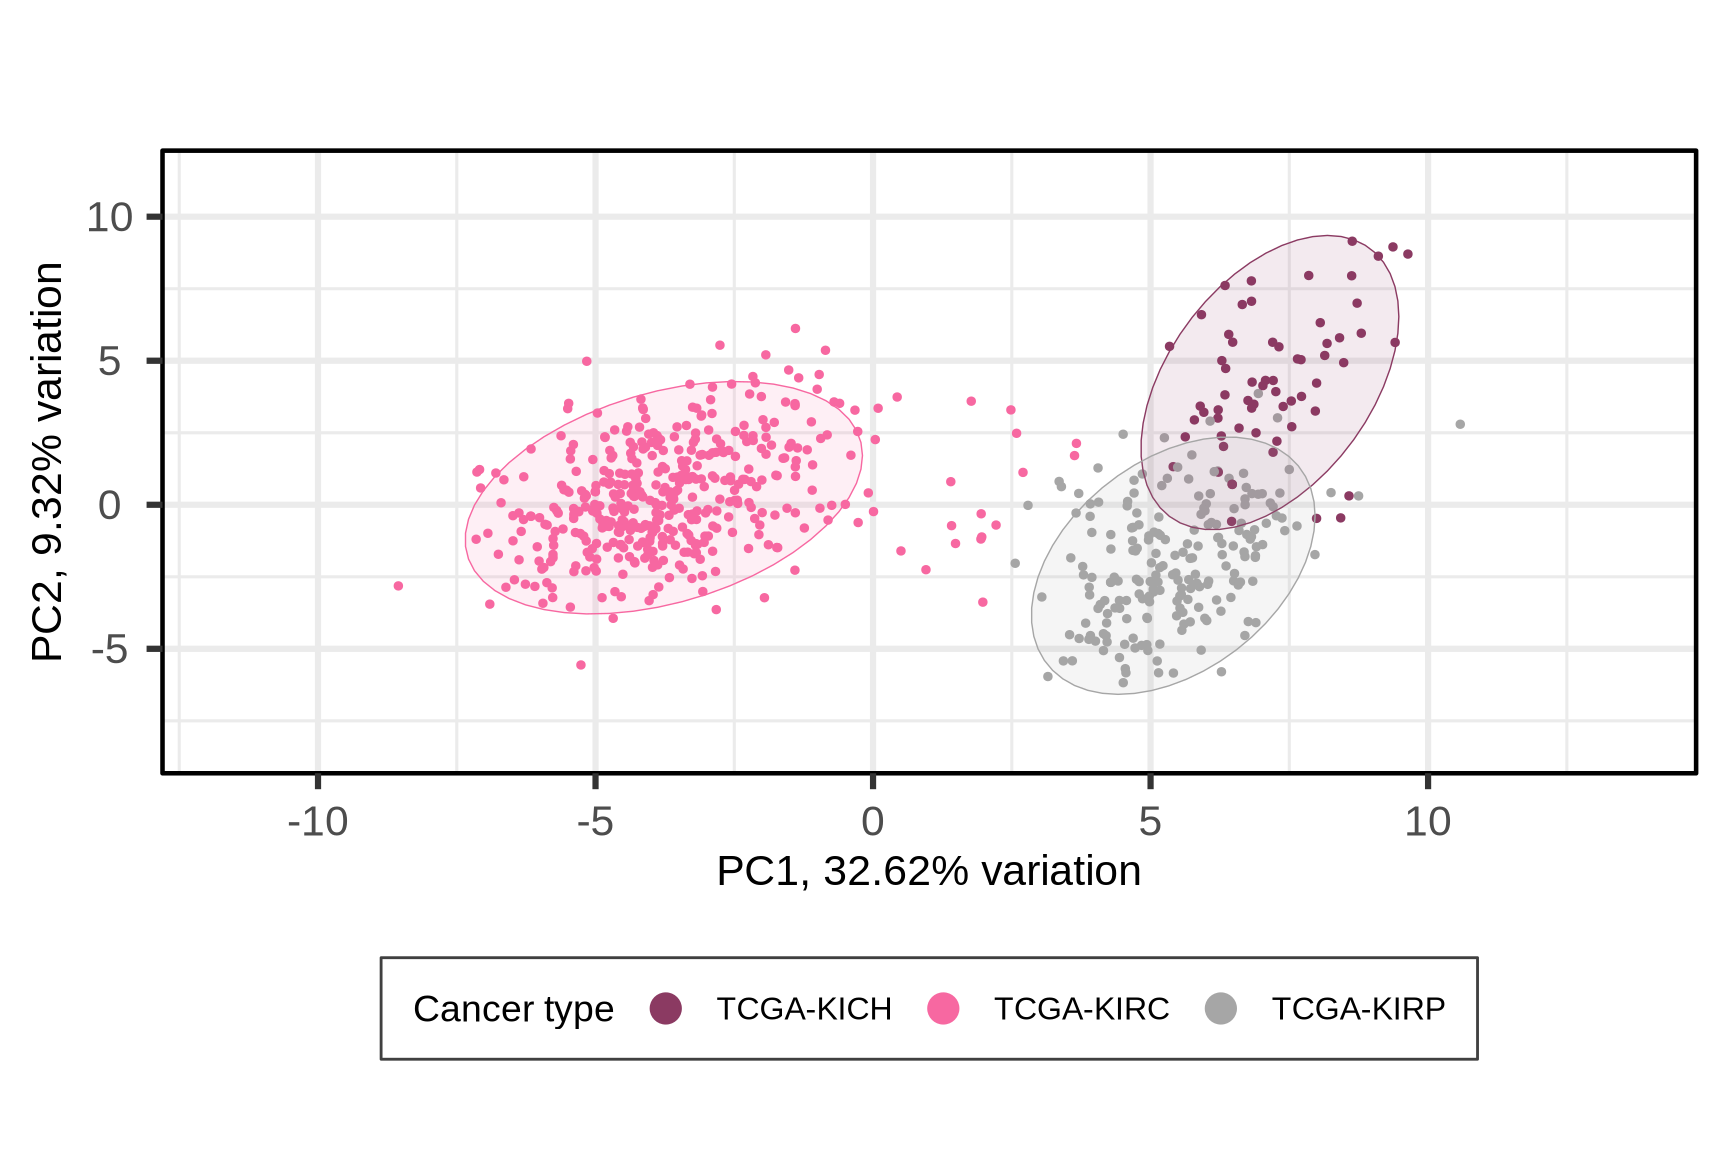 10
5
0
-5
PC2, 9.32% variation
-10 -5 0 5 10
PC1, 32.62% variation
Cancer type TCGA-KICH TCGA-KIRC TCGA-KIRP